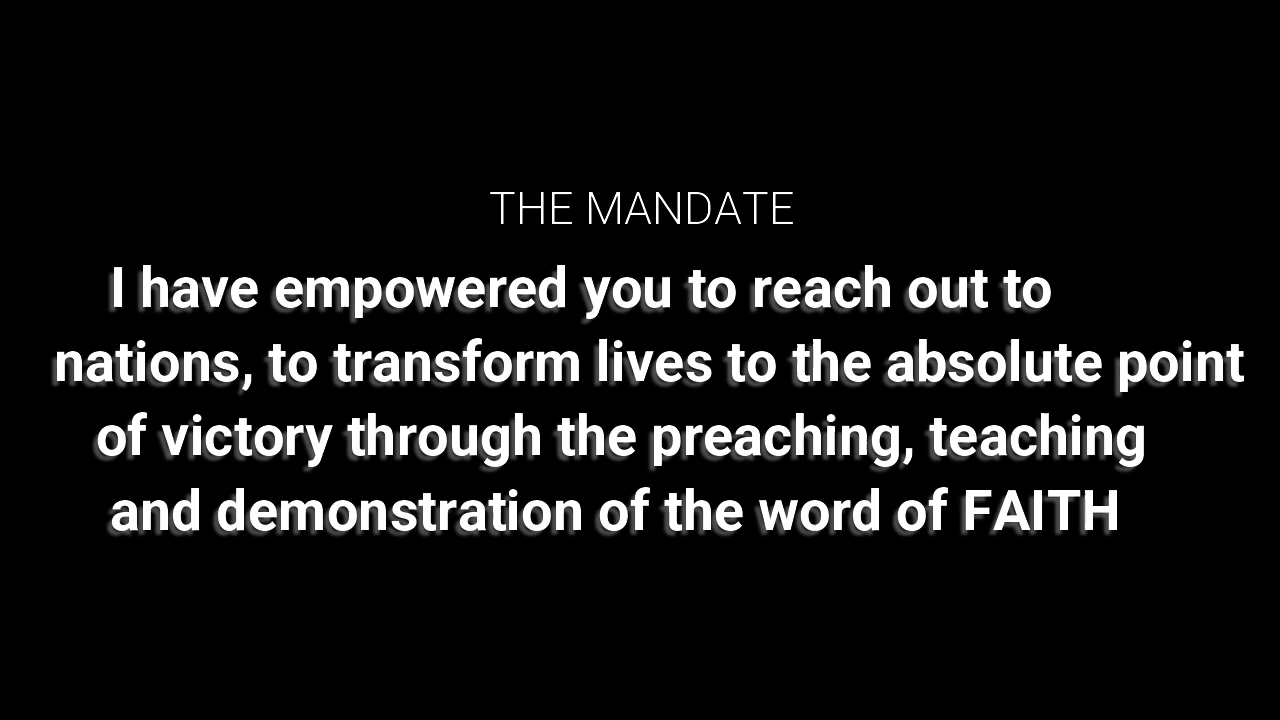 THE MANDATE
I have empowered you to reach out to
nations, to transform lives to the absolute point
of victory through the preaching, teaching
and demonstration of the word of FAITH